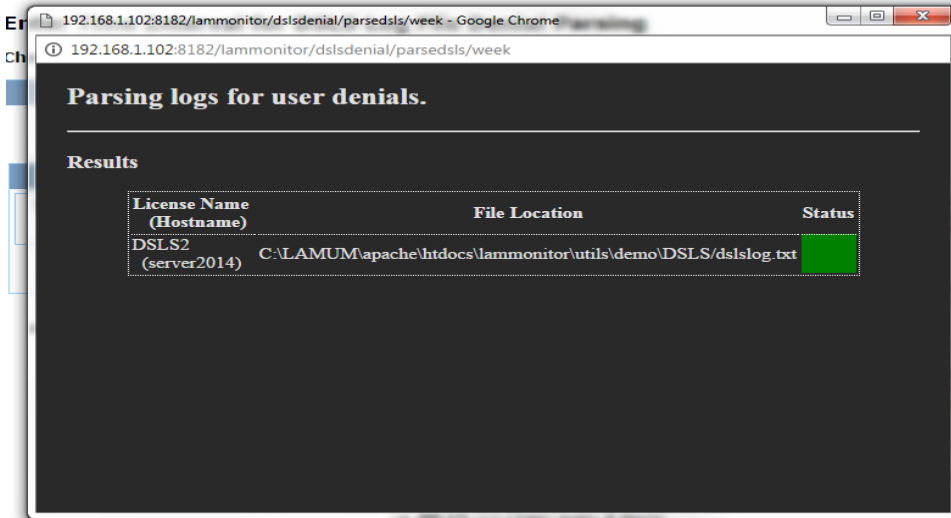 192.168.1.102:8182/lammonitor/dslsdenial/parsedsls/week - Google Chrome
192.168.1.102:8182/lammonitor/dslsdenial/parsedsls/week
Parsing logs for user denials.
Results
License Name
(Hostname)
File Location
Status
DSLS2
(server2014)
C:\LAMUM\apache\htdocs\lammonitor\utils\demo\DSLS/dslslog.txt